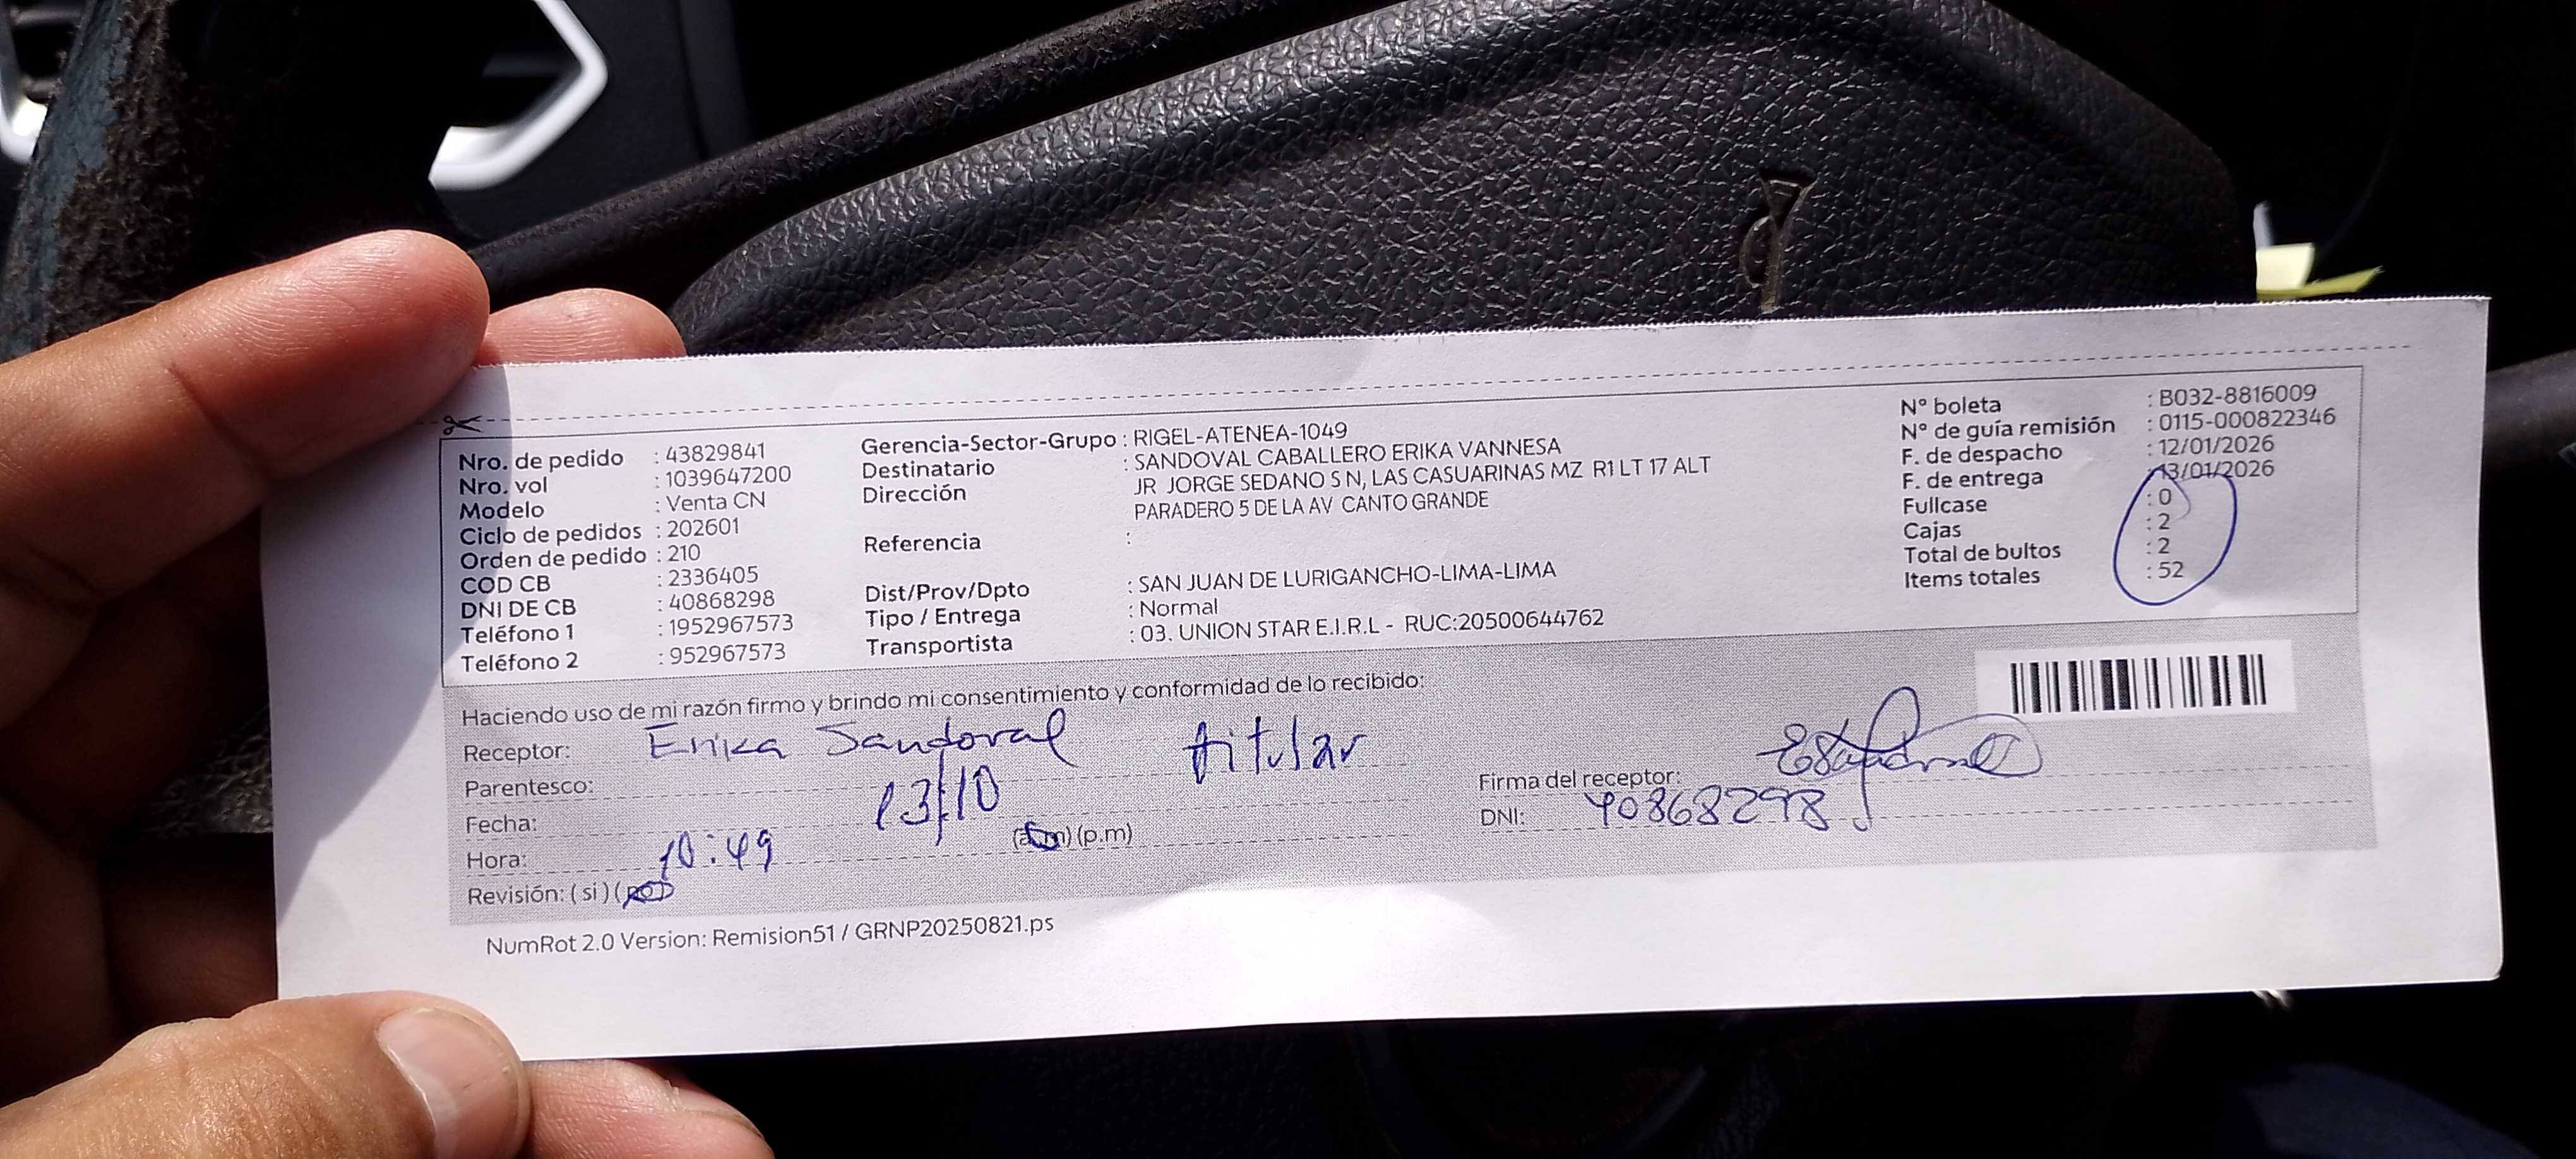 Nro. de pedido : 43829841
Nro. vol : 1039647200
Modelo : Venta CN
Ciclo de pedidos : 202601
Orden de pedido : 210
COD CB : 2336405
DNI DE CB : 40868298
Teléfono 1 : 1952967573
Teléfono 2 : 952967573
Gerencia-Sector-Grupo : RIGEL-ATENEA-1049
Destinatario : SANDOVAL CABALLERO ERIKA VANNESA
Dirección JR JORGE SEDANO S N, LAS CASUARINAS MZ R1 LT 17 ALT
PARADERO 5 DE LA AV CANTO GRANDE
Referencia :
Dist/Prov/Dpto : SAN JUAN DE LURIGANCHO-LIMA-LIMA
Tipo / Entrega : Normal
Transportista : 03. UNION STAR E.I.R.L - RUC:20500644762
N° boleta : B032-8816009
N° de guía remisión : 0115-000822346
F. de despacho : 12/01/2026
F. de entrega : 13/01/2026
Fullcase : 0
Cajas : 2
Total de bultos : 2
Items totales : 52
Haciendo uso de mi razón firmo y brindo mi consentimiento y conformidad de lo recibido:
Receptor: Erika Sandoval titular
Parentesco:
Fecha: 13/10
Hora: 10:49 (a.m) (p.m)
Revisión: ( si ) (no)
Firma del receptor:
DNI: 40868298
NumRot 2.0 Version: Remision51 / GRNP20250821.ps